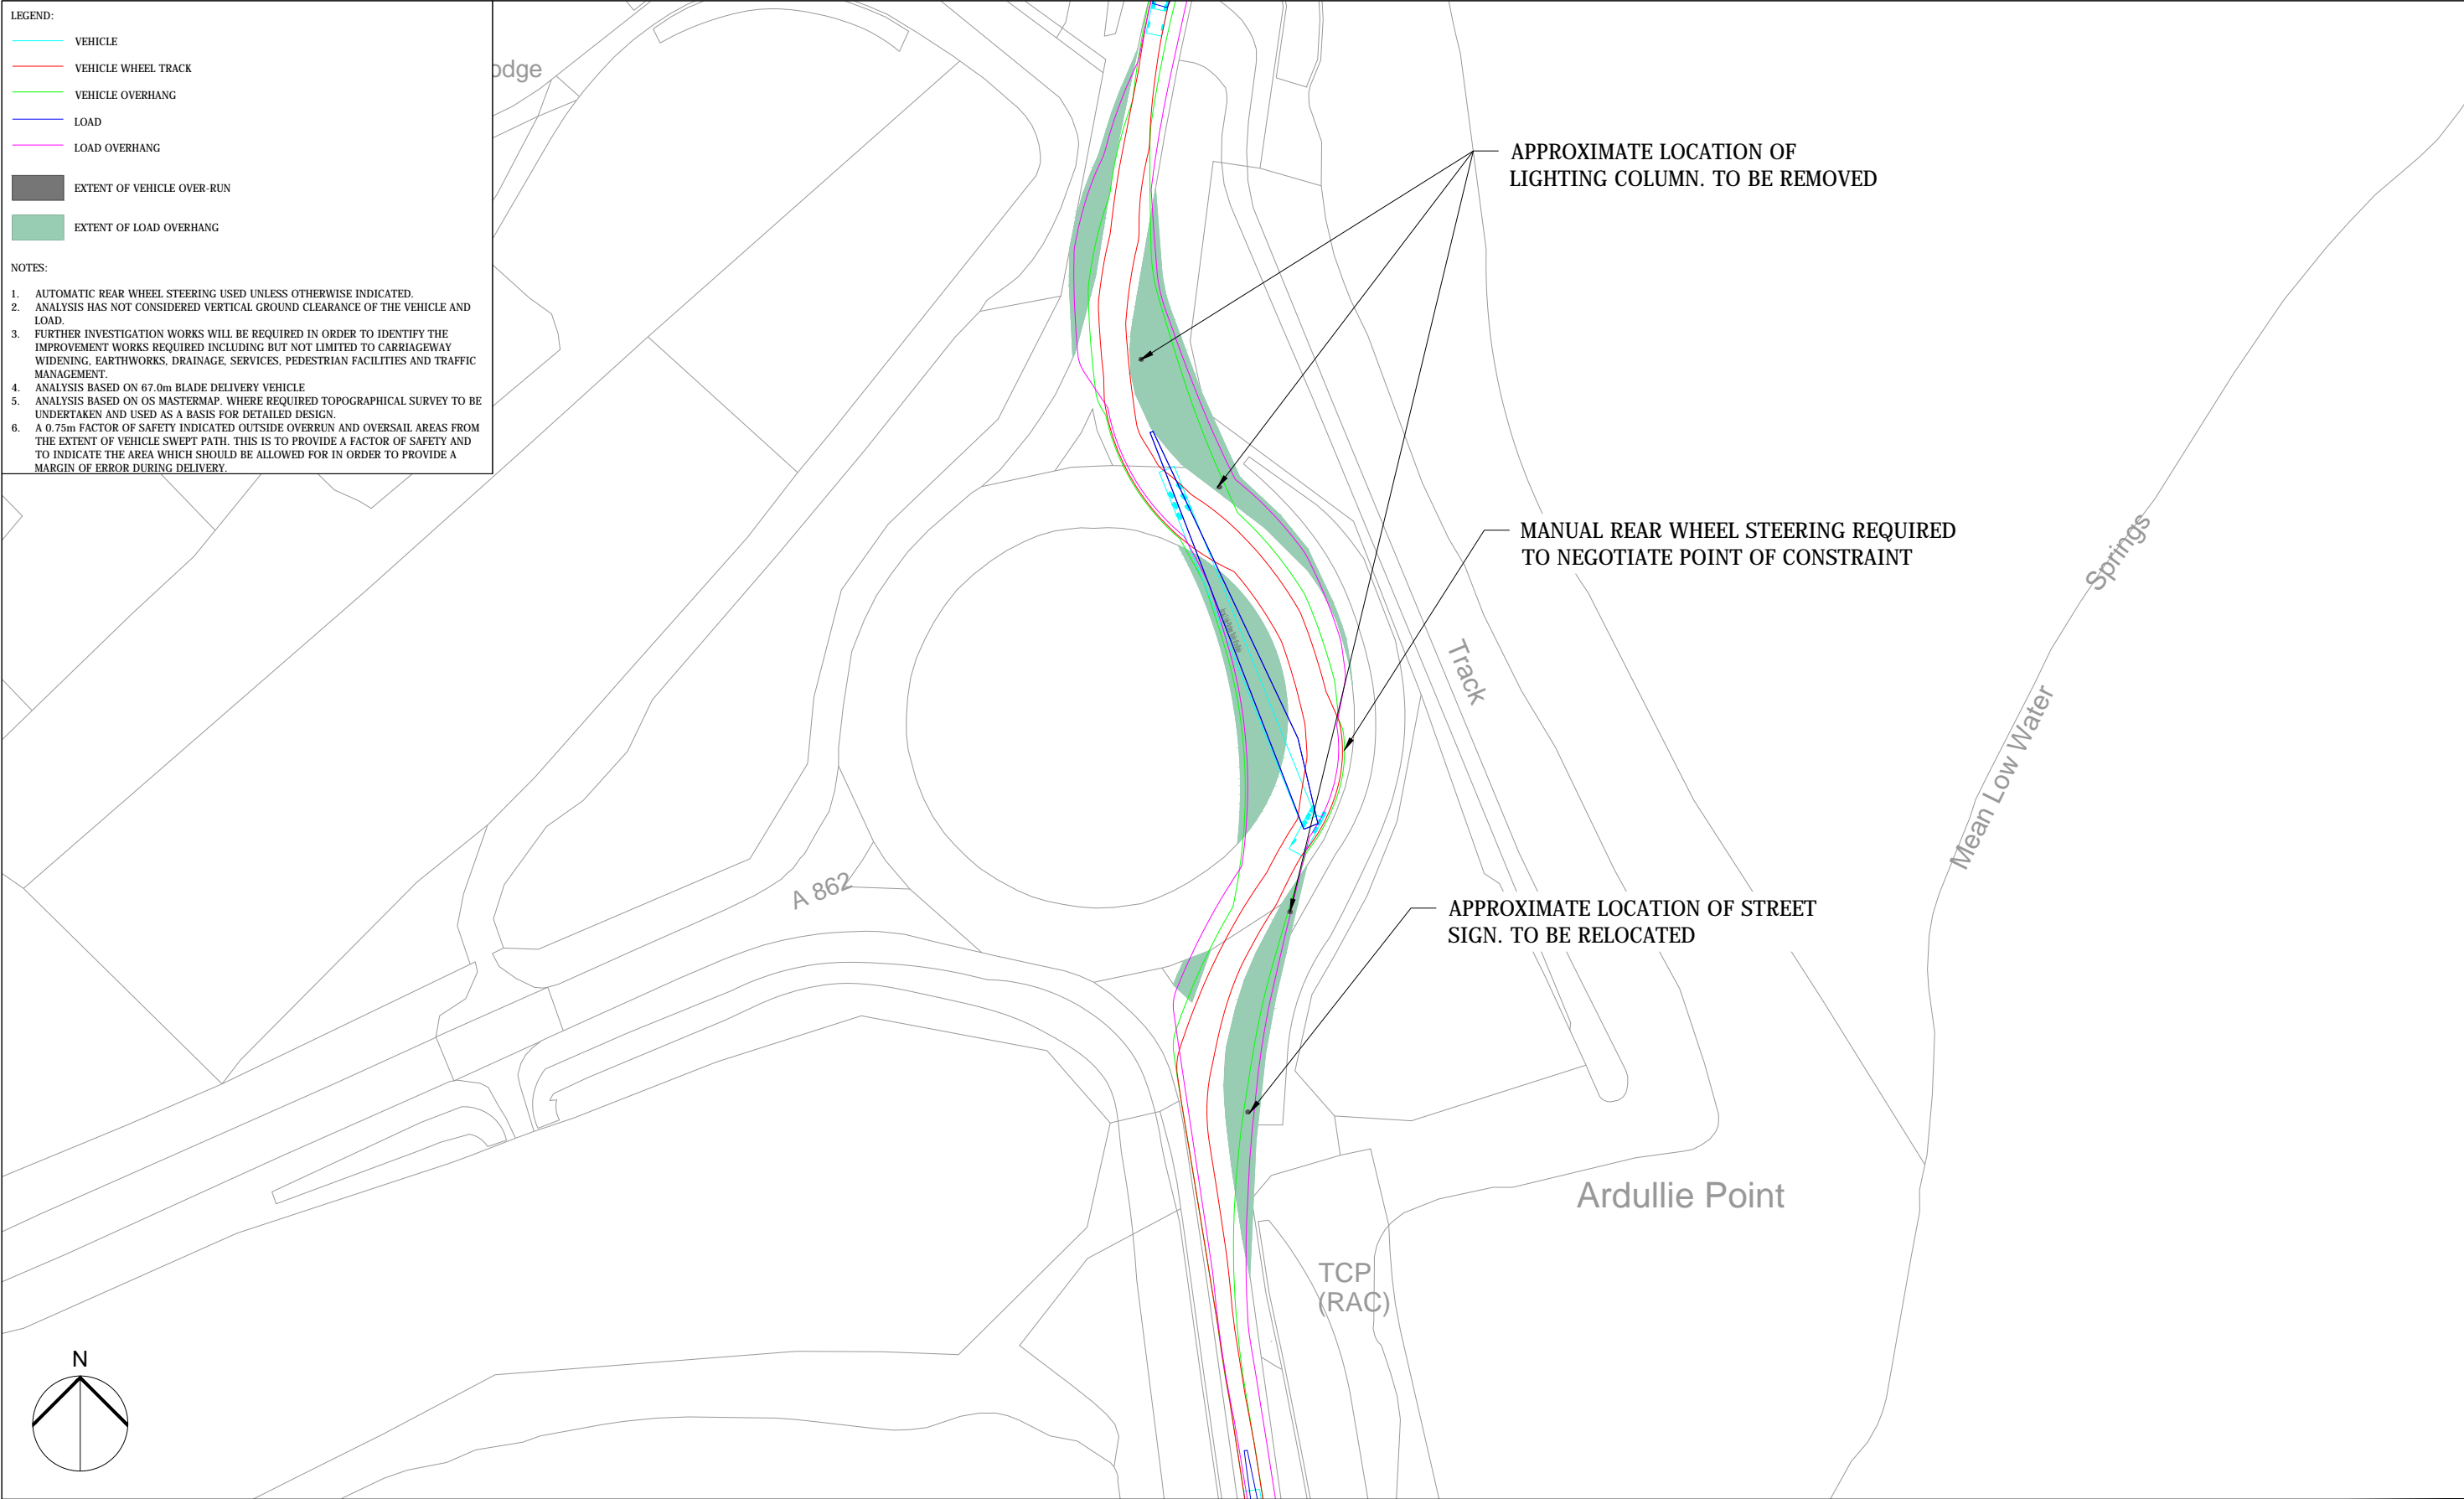 LEGEND:
VEHICLE
VEHICLE WHEEL TRACK
VEHICLE OVERHANG
LOAD
LOAD OVERHANG
EXTENT OF VEHICLE OVER-RUN
EXTENT OF LOAD OVERHANG
NOTES:
1. AUTOMATIC REAR WHEEL STEERING USED UNLESS OTHERWISE INDICATED.
2. ANALYSIS HAS NOT CONSIDERED VERTICAL GROUND CLEARANCE OF THE VEHICLE AND
LOAD.
3. FURTHER INVESTIGATION WORKS WILL BE REQUIRED IN ORDER TO IDENTIFY THE
IMPROVEMENT WORKS REQUIRED INCLUDING BUT NOT LIMITED TO CARRIAGEWAY
WIDENING, EARTHWORKS, DRAINAGE, SERVICES, PEDESTRIAN FACILITIES AND TRAFFIC
MANAGEMENT.
4. ANALYSIS BASED ON 67.0m BLADE DELIVERY VEHICLE
5. ANALYSIS BASED ON OS MASTERMAP. WHERE REQUIRED TOPOGRAPHICAL SURVEY TO BE
UNDERTAKEN AND USED AS A BASIS FOR DETAILED DESIGN.
6. A 0.75m FACTOR OF SAFETY INDICATED OUTSIDE OVERRUN AND OVERSAIL AREAS FROM
THE EXTENT OF VEHICLE SWEPT PATH. THIS IS TO PROVIDE A FACTOR OF SAFETY AND
TO INDICATE THE AREA WHICH SHOULD BE ALLOWED FOR IN ORDER TO PROVIDE A
MARGIN OF ERROR DURING DELIVERY.
odge
APPROXIMATE LOCATION OF
LIGHTING COLUMN. TO BE REMOVED
MANUAL REAR WHEEL STEERING REQUIRED
TO NEGOTIATE POINT OF CONSTRAINT
Springs
Track
Mean Low Water
A 862
APPROXIMATE LOCATION OF STREET
SIGN. TO BE RELOCATED
Ardullie Point
TCP
(RAC)
N